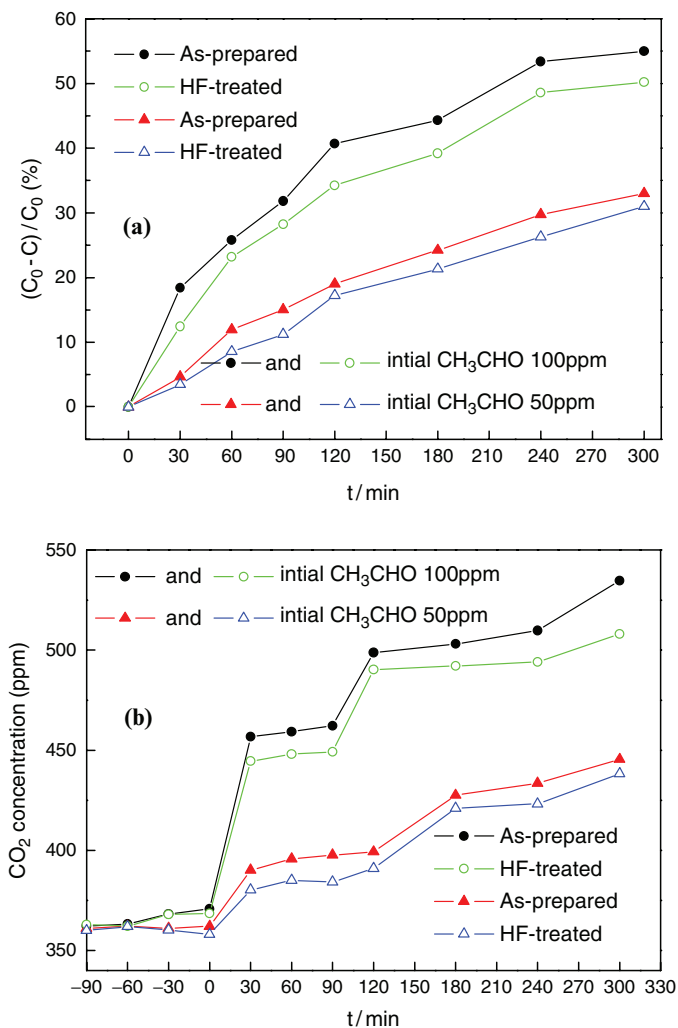 60
50
40
30
20
10
0
(C₀ - C) / C₀ (%)
As-prepared
HF-treated
As-prepared
HF-treated
(a)
and intial CH₃CHO 100ppm
and intial CH₃CHO 50ppm
0 30 60 90 120 150 180 210 240 270 300
t / min
550
500
450
400
350
CO₂ concentration (ppm)
and intial CH₃CHO 100ppm
and intial CH₃CHO 50ppm
(b)
As-prepared
HF-treated
As-prepared
HF-treated
–90 –60 –30 0 30 60 90 120 150 180 210 240 270 300 330
t / min